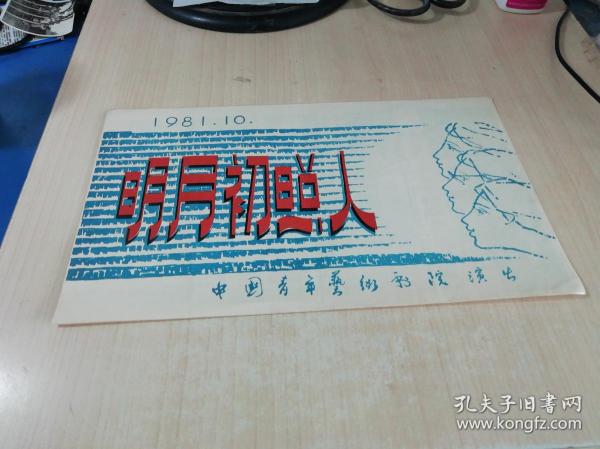 1981.10.
明月初照人
中国青年艺术剧院演出
孔夫子旧书网
www.kongfz.com